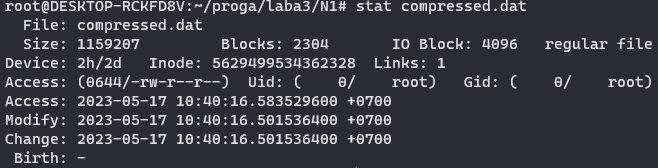 root@DESKTOP-RCKFD8V:~/proga/laba3/N1# stat compressed.dat
  File: compressed.dat
  Size: 1159207         Blocks: 2304       IO Block: 4096   regular file
Device: 2h/2d   Inode: 5629499534362328  Links: 1
Access: (0644/-rw-r--r--)  Uid: (    0/    root)   Gid: (    0/    root)
Access: 2023-05-17 10:40:16.583529600 +0700
Modify: 2023-05-17 10:40:16.501536400 +0700
Change: 2023-05-17 10:40:16.501536400 +0700
 Birth: -